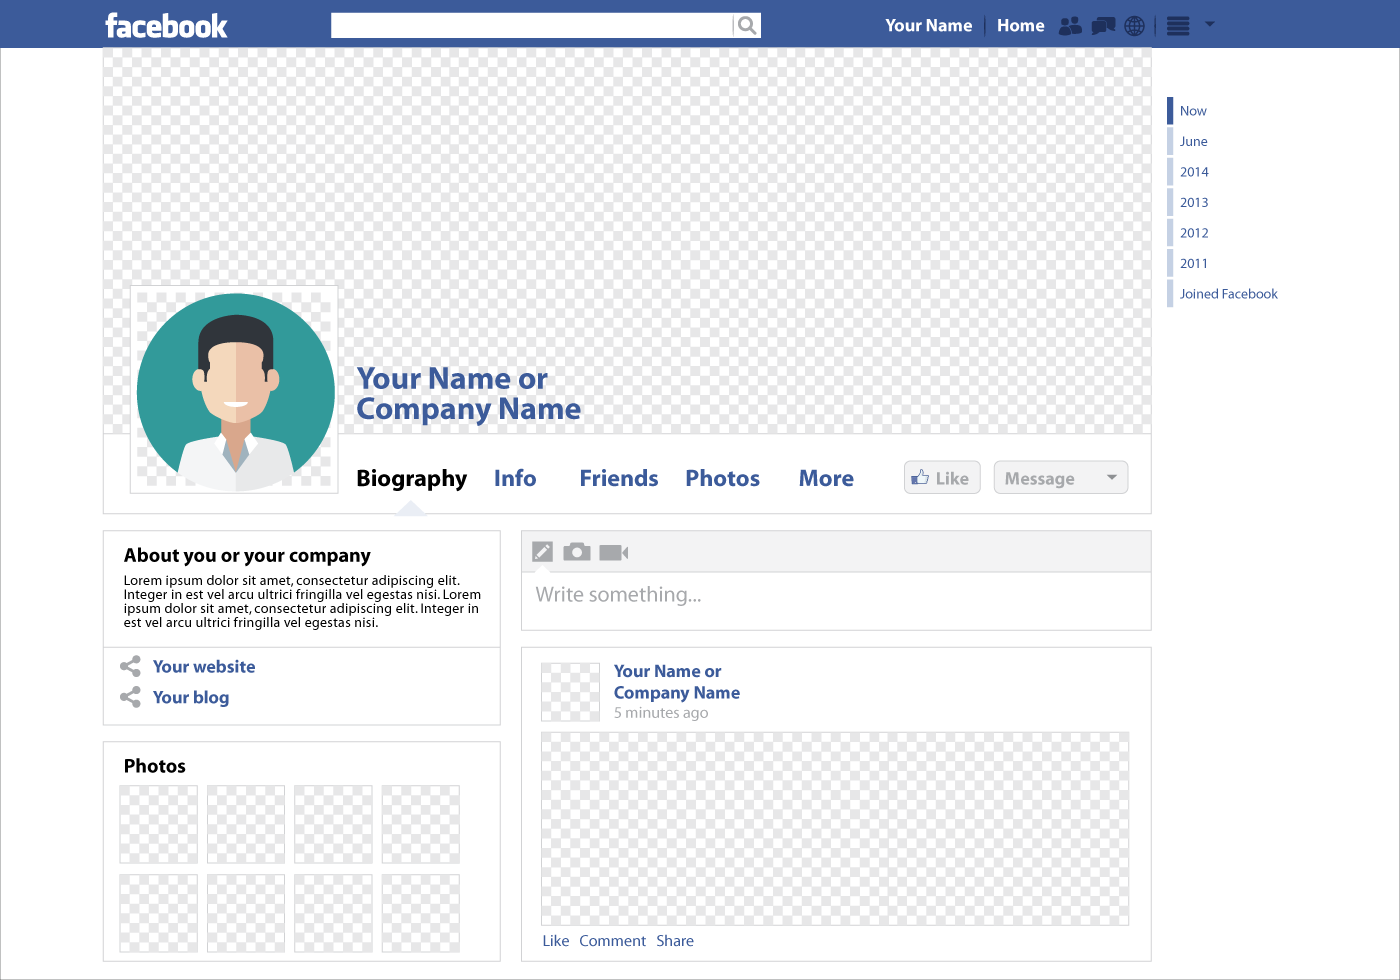 facebook
Your Name
Home
Now
June
2014
2013
2012
2011
Joined Facebook
Your Name or
Company Name
Biography
Info
Friends
Photos
More
Like
Message
About you or your company
Lorem ipsum dolor sit amet, consectetur adipiscing elit.
Integer in est vel arcu ultrici fringilla vel egestas nisi. Lorem
ipsum dolor sit amet, consectetur adipiscing elit. Integer in
est vel arcu ultrici fringilla vel egestas nisi.
Your website
Your blog
Photos
Write something...
Your Name or
Company Name
5 minutes ago
Like Comment Share